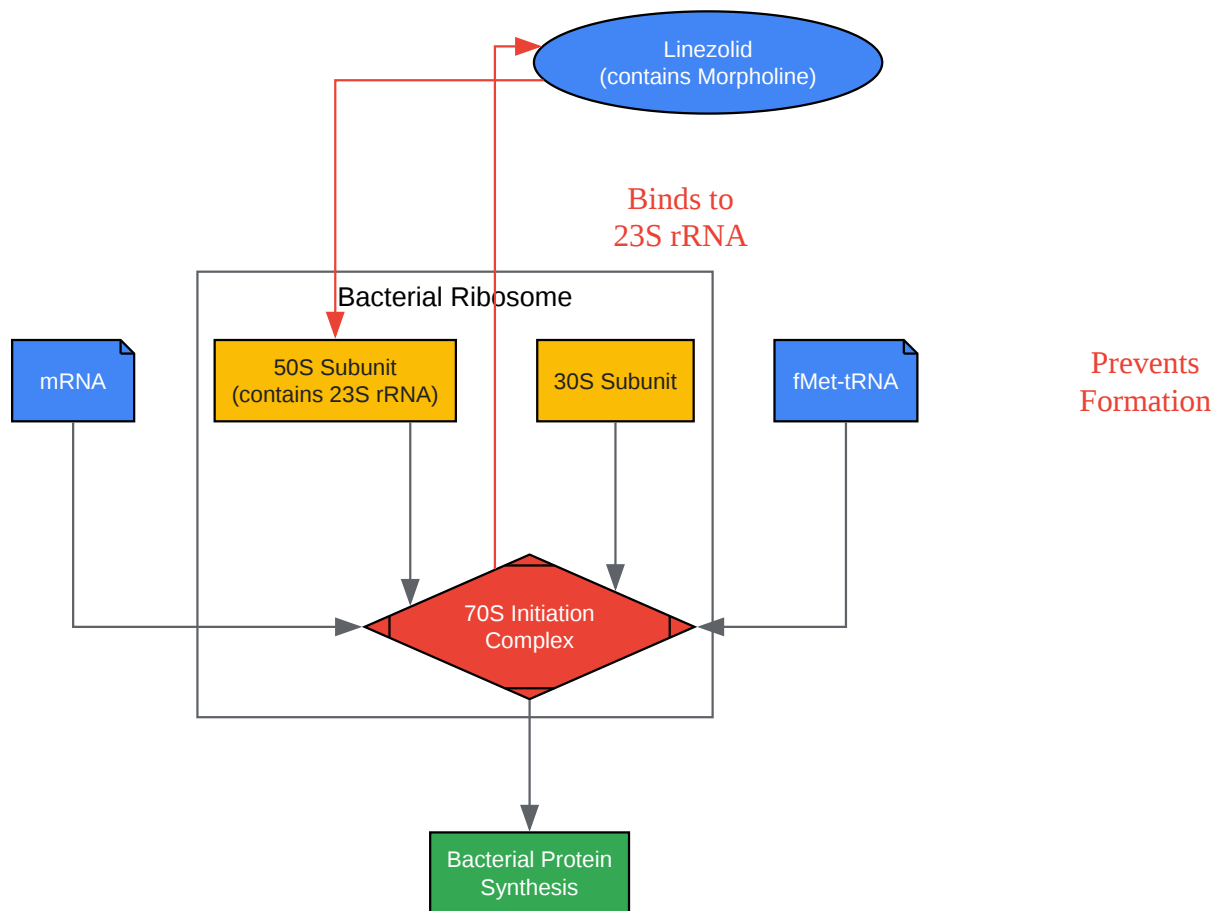 Linezolid
(contains Morpholine)
Binds to
23S rRNA
Bacterial Ribosome
mRNA
50S Subunit
(contains 23S rRNA)
30S Subunit
fMet-tRNA
Prevents
Formation
70S Initiation
Complex
Bacterial Protein
Synthesis